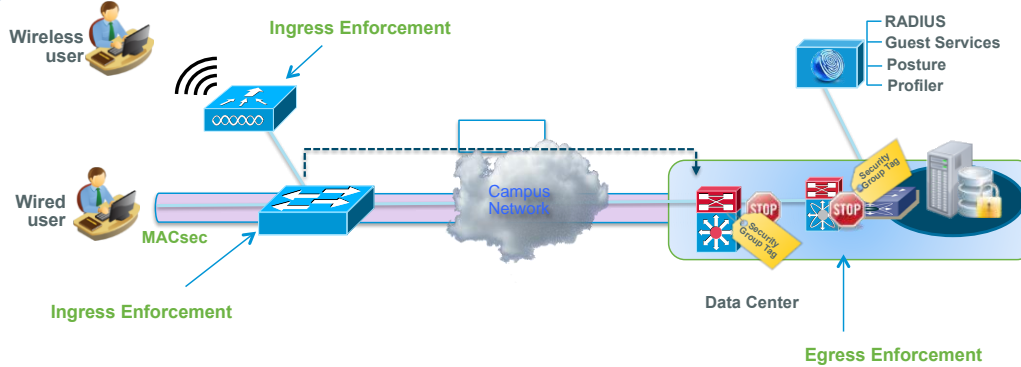 Wireless
user
Ingress Enforcement
RADIUS
Guest Services
Posture
Profiler
Wired
user
MACsec
Campus
Network
STOP
Security
Group Tag
STOP
Security
Group Tag
Ingress Enforcement
Data Center
Egress Enforcement